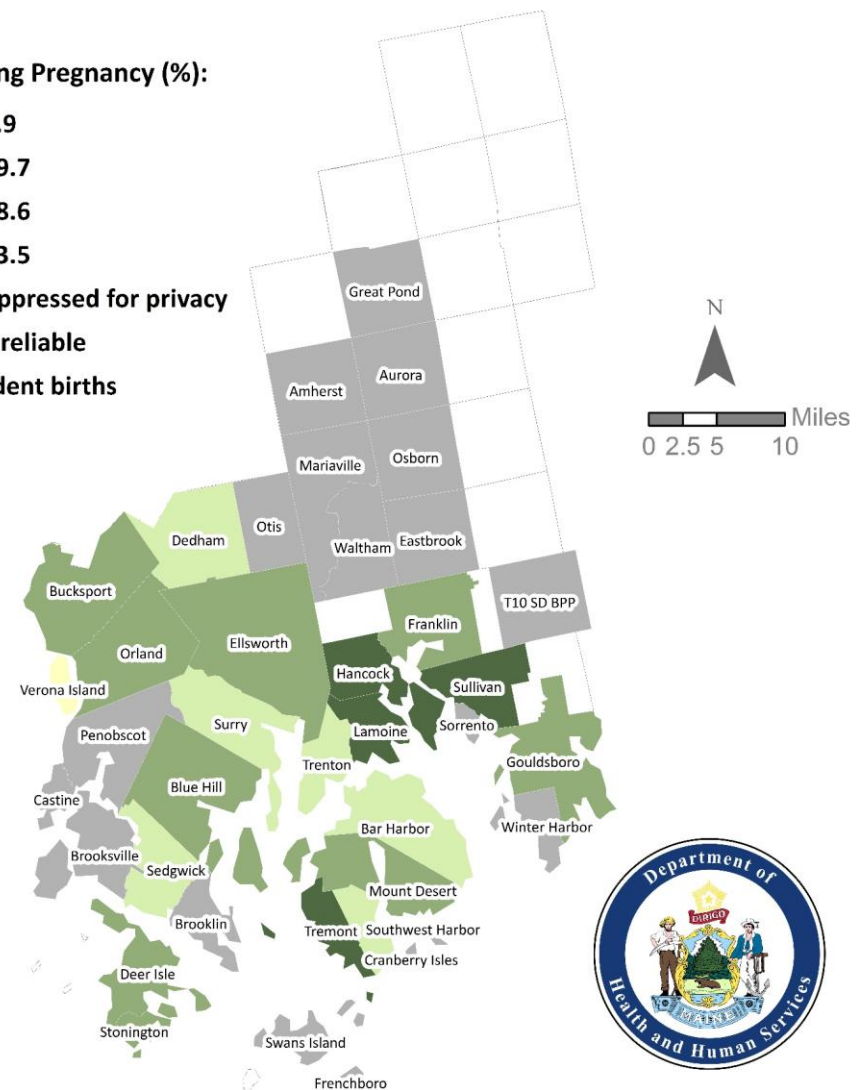 ng Pregnancy (%):
.9
9.7
8.6
3.5
ppressed for privacy
reliable
dent births
Great Pond
Amherst
Aurora
Mariaville
Osborn
Otis
Waltham
Eastbrook
Dedham
Bucksport
T10 SD BPP
Franklin
Ellsworth
Orland
Hancock
Sullivan
Verona Island
Surry
Lamoine
Sorrento
Penobscot
Trenton
Gouldsboro
Blue Hill
Castine
Bar Harbor
Winter Harbor
Brooksville
Sedgwick
Mount Desert
Brooklin
Tremont
Southwest Harbor
Cranberry Isles
Deer Isle
Stonington
Swans Island
Frenchboro
N
Miles
0 2.5 5 10
Department of
Health and Human Services
DIRIGO
MAINE